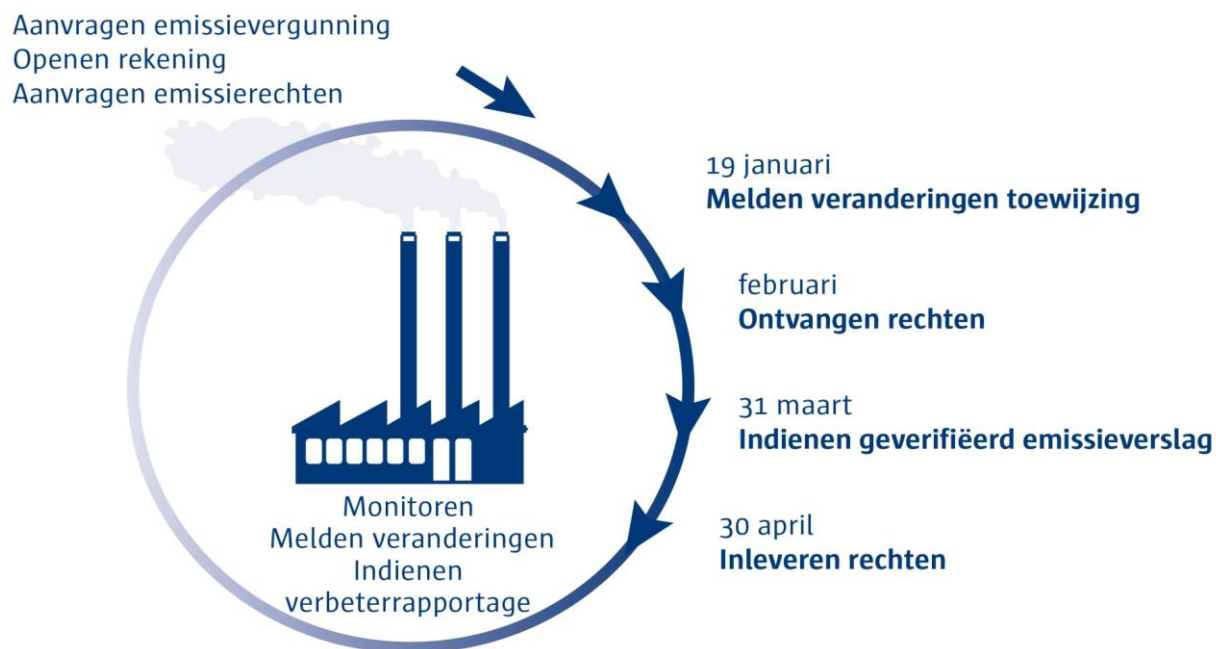 Aanvragen emissievergunning
Openen rekening
Aanvragen emissierechten
19 januari
Melden veranderingen toewijzing
februari
Ontvangen rechten
31 maart
Indienen geverifiëerd emissieverslag
30 april
Inleveren rechten
Monitoren
Melden veranderingen
Indienen
verbeterrapportage